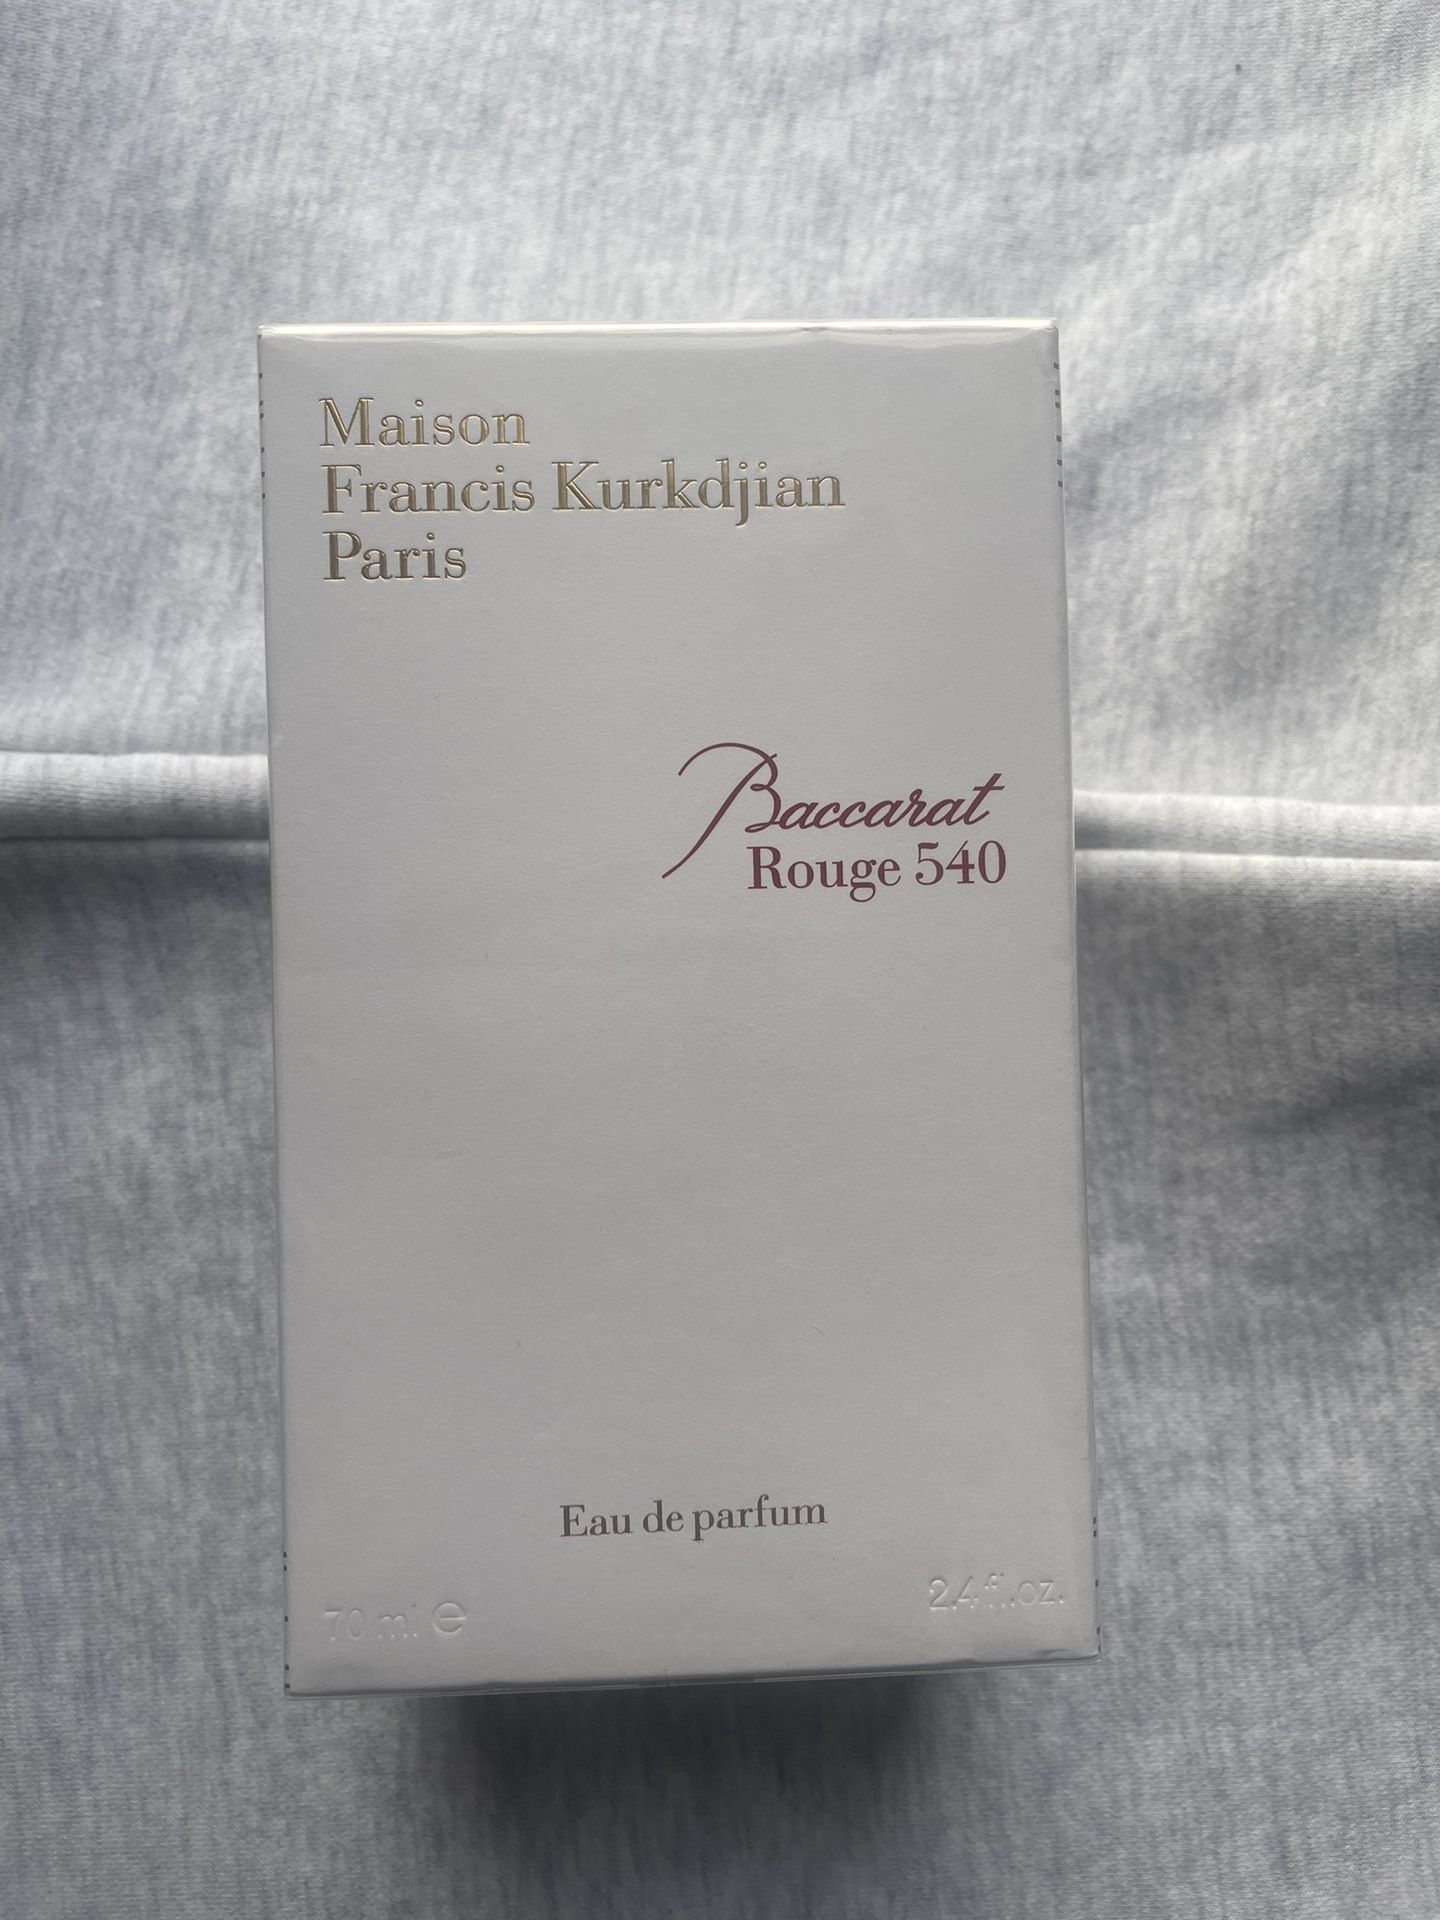 Maison
Francis Kurkdjian
Paris
Baccarat
Rouge 540
Eau de parfum
70 ml e
2.4 fl.oz.